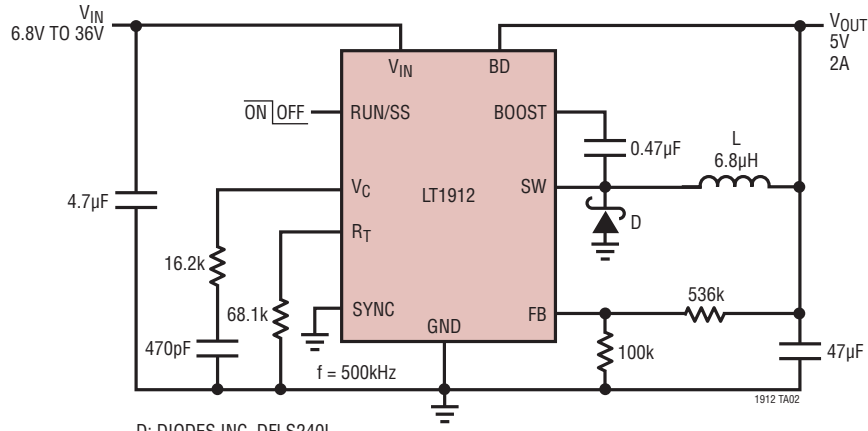 VIN
6.8V TO 36V
VOUT
5V
2A
VIN
BD
ON OFF
RUN/SS
BOOST
0.47µF
L
6.8µH
VC
LT1912
SW
4.7µF
D
RT
16.2k
536k
68.1k
SYNC
GND
FB
470pF
f = 500kHz
100k
47µF
1912 TA02